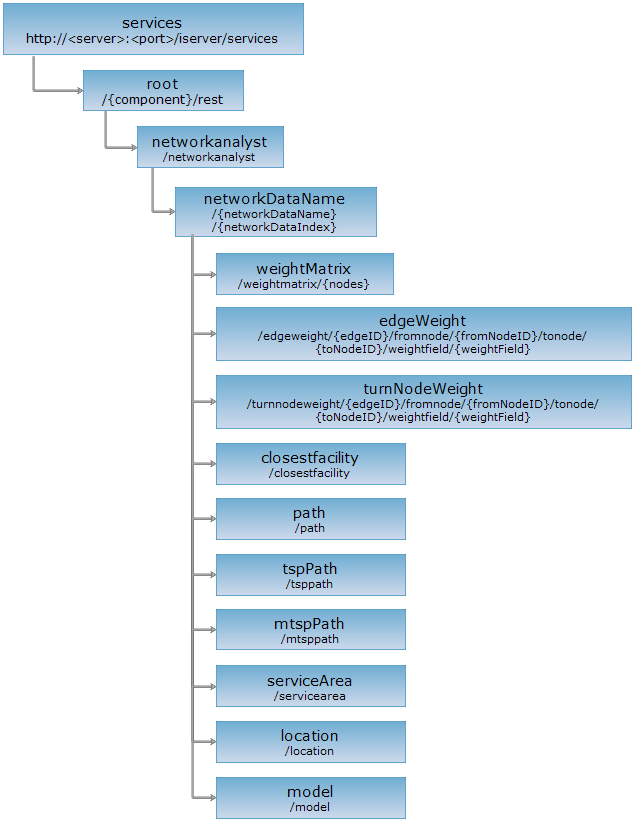 services
http://<server>:<port>/iserver/services
root
/{component}/rest
networkanalyst
/networkanalyst
networkDataName
/{networkDataName}
/{networkDataIndex}
weightMatrix
/weightmatrix/{nodes}
edgeWeight
/edgeweight/{edgeID}/fromnode/{fromNodeID}/tonode/
{toNodeID}/weightfield/{weightField}
turnNodeWeight
/turnnodeweight/{edgeID}/fromnode/{fromNodeID}/tonode/
{toNodeID}/weightfield/{weightField}
closestfacility
/closestfacility
path
/path
tspPath
/tsppath
mtspPath
/mtsppath
serviceArea
/servicearea
location
/location
model
/model